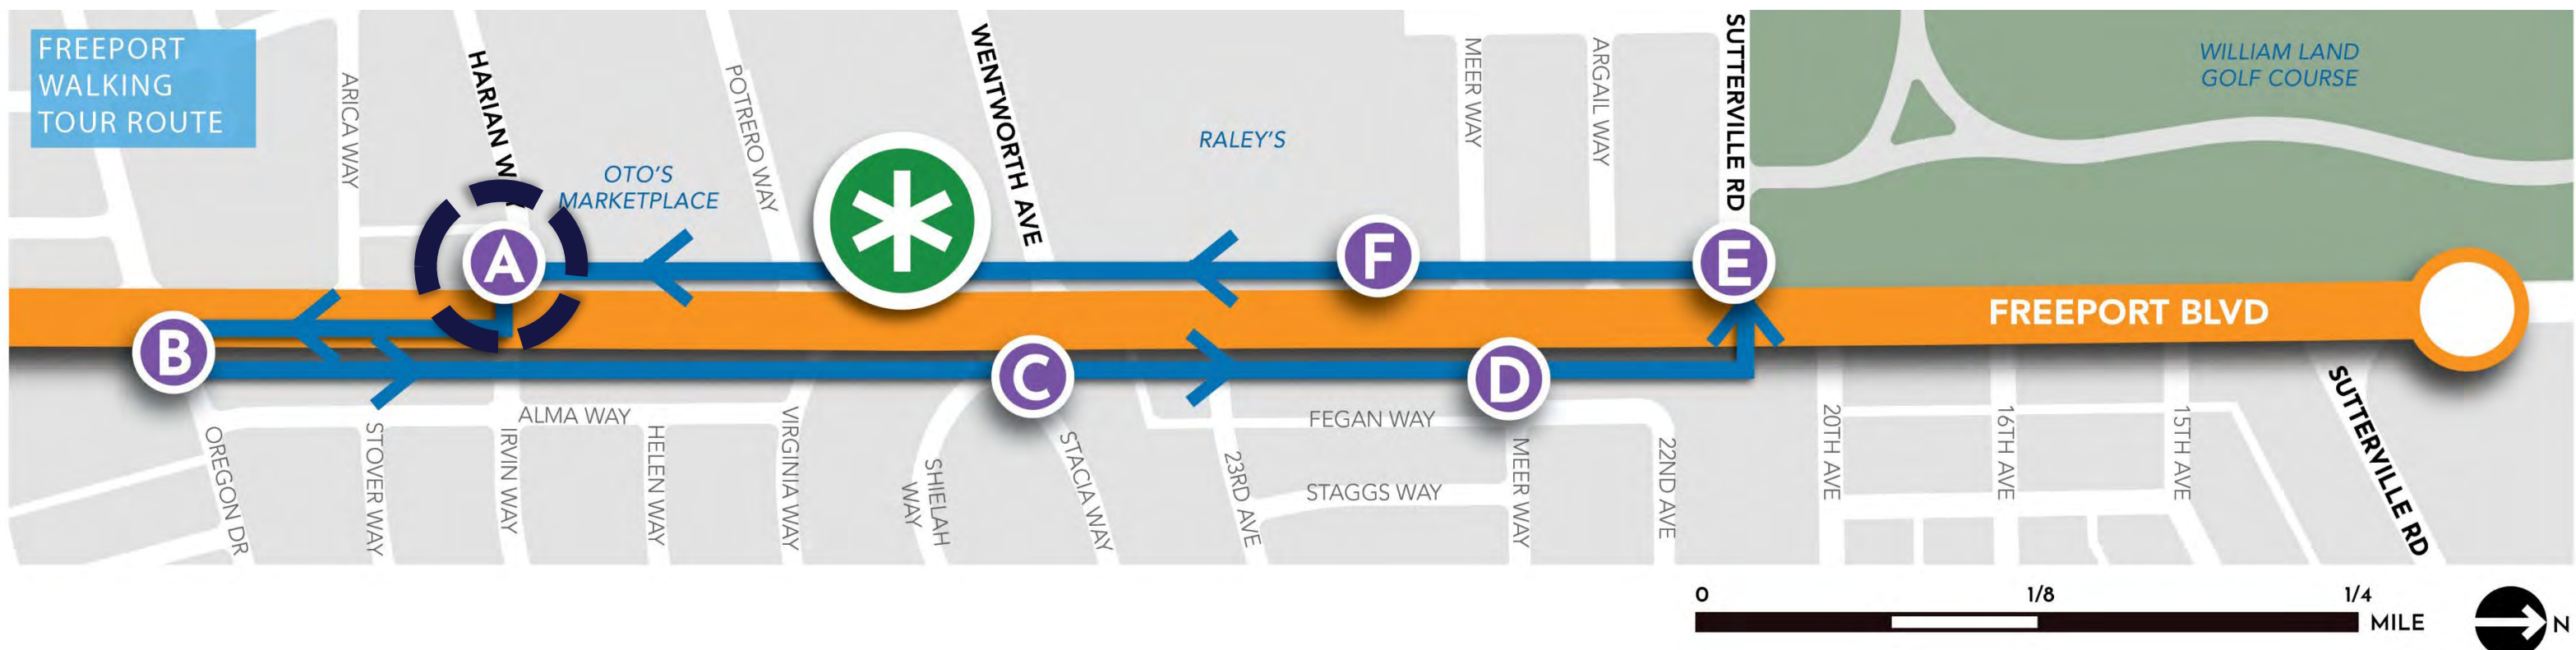 FREEPORT
WALKING
TOUR ROUTE
ARICA WAY
HARIAN W
OTO'S
MARKETPLACE
POTRERO WAY
WENTWORTH AVE
RALEY'S
MEER WAY
ARGAIL WAY
SUTTERVILLE RD
WILLIAM LAND
GOLF COURSE
A
F
E
FREEPORT BLVD
B
C
D
OREGON DR
STOVER WAY
IRVIN WAY
ALMA WAY
HELEN WAY
VIRGINIA WAY
SHIELAH
WAY
STACIA WAY
23RD AVE
FEGAN WAY
STAGGS WAY
MEER WAY
22ND AVE
20TH AVE
16TH AVE
15TH AVE
SUTTERVILLE RD
0 1/8 1/4
MILE
N